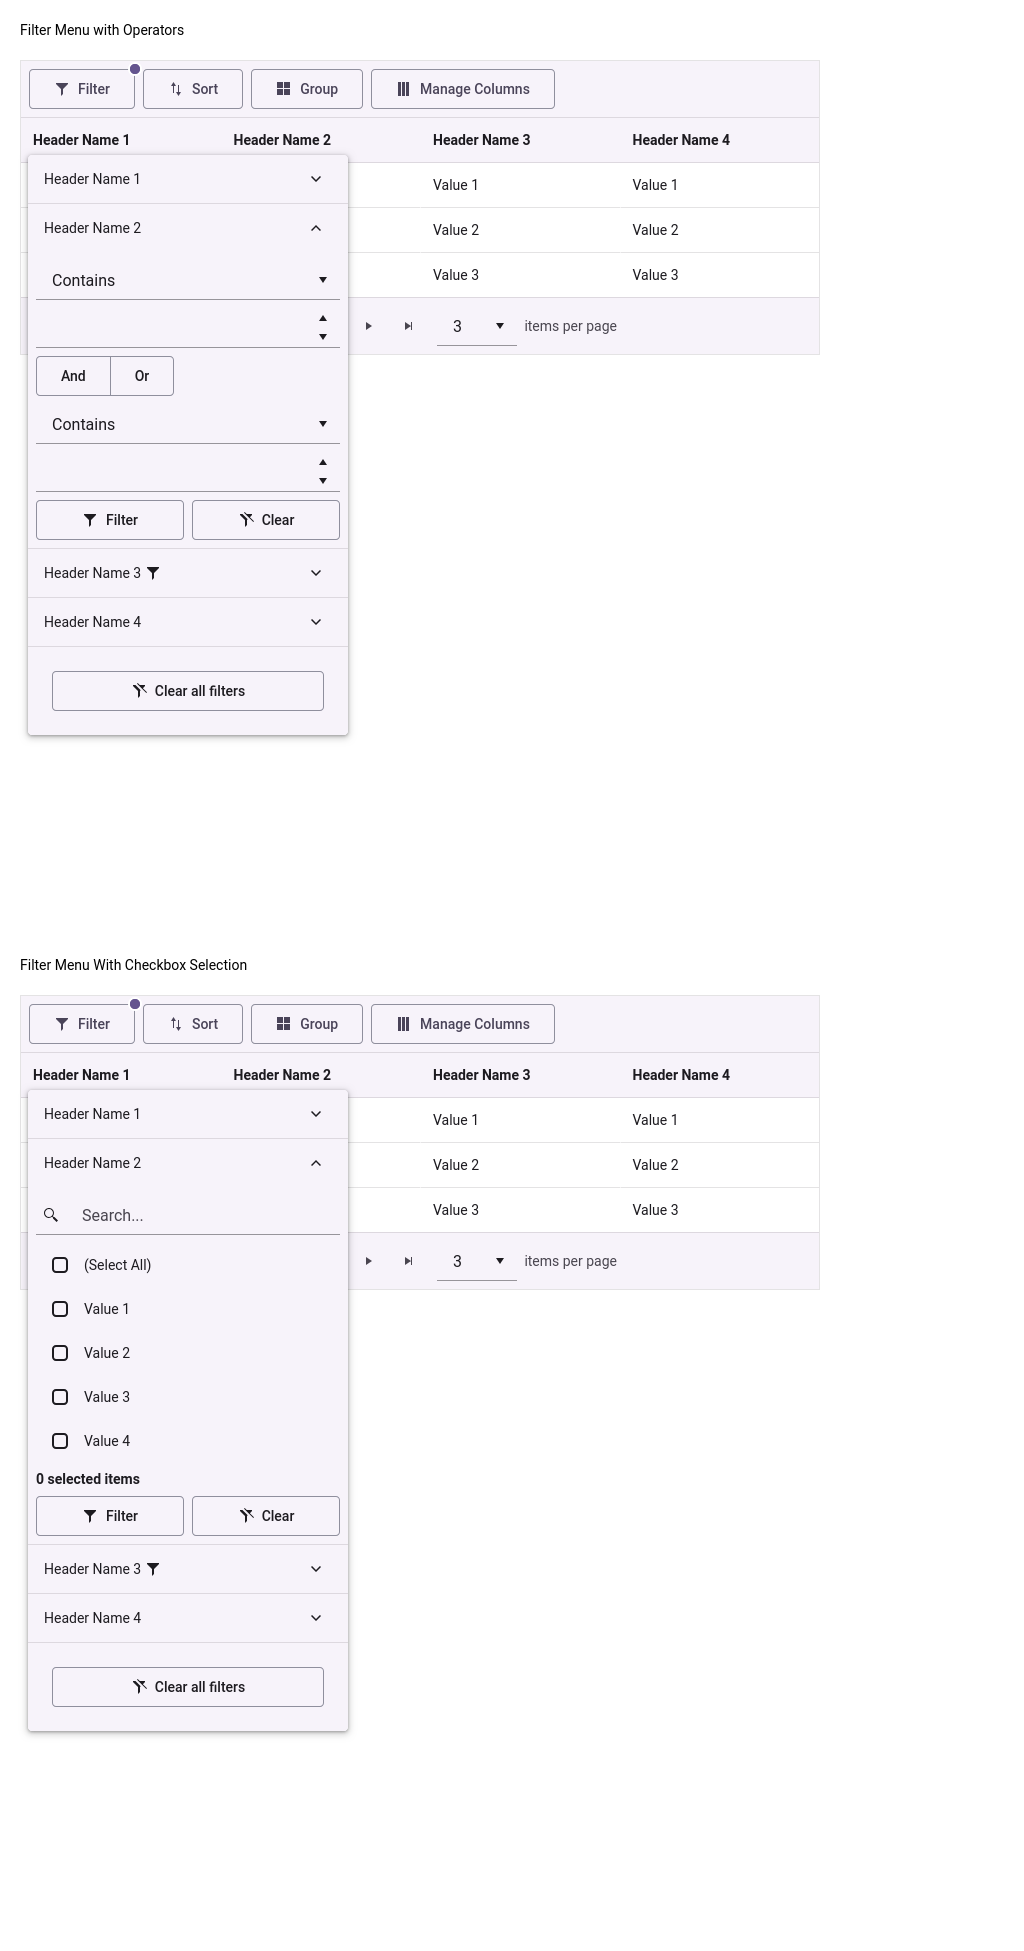 Filter Menu with Operators
Filter Sort Group Manage Columns
Header Name 1 Header Name 2 Header Name 3 Header Name 4
Header Name 1
Value 1 Value 1
Header Name 2
Value 2 Value 2
Contains
Value 3 Value 3
3 items per page
And Or
Contains
Filter Clear
Header Name 3
Header Name 4
Clear all filters
Filter Menu With Checkbox Selection
Filter Sort Group Manage Columns
Header Name 1 Header Name 2 Header Name 3 Header Name 4
Header Name 1
Value 1 Value 1
Header Name 2
Value 2 Value 2
Search...
Value 3 Value 3
(Select All)
3 items per page
Value 1
Value 2
Value 3
Value 4
0 selected items
Filter Clear
Header Name 3
Header Name 4
Clear all filters